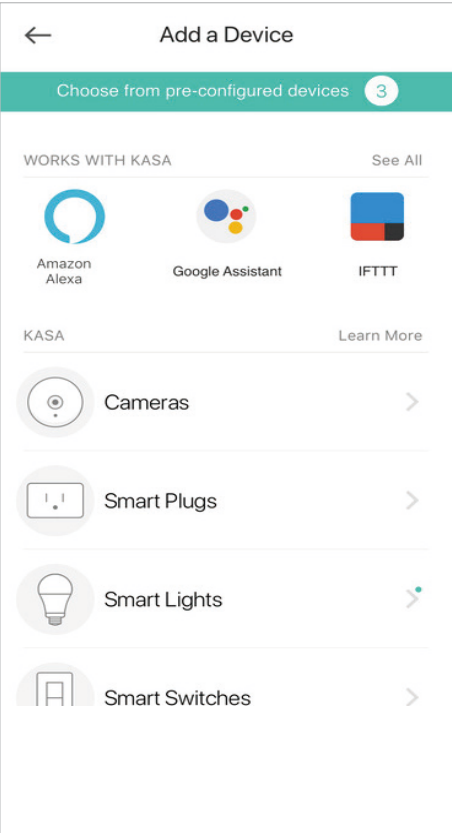 Add a Device
Choose from pre-configured devices 3
WORKS WITH KASA See All
Amazon
Alexa
Google Assistant
IFTTT
KASA Learn More
Cameras
Smart Plugs
Smart Lights
Smart Switches